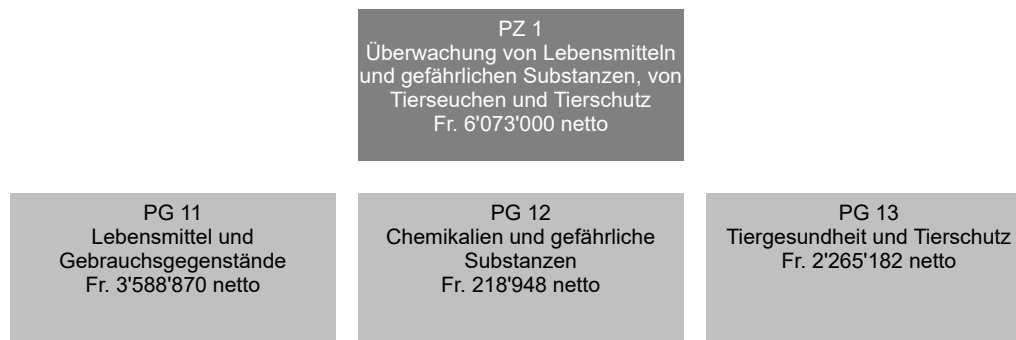 PZ 1
Überwachung von Lebensmitteln
und gefährlichen Substanzen, von
Tierseuchen und Tierschutz
Fr. 6'073'000 netto
PG 11
Lebensmittel und
Gebrauchsgegenstände
Fr. 3'588'870 netto
PG 12
Chemikalien und gefährliche
Substanzen
Fr. 218'948 netto
PG 13
Tiergesundheit und Tierschutz
Fr. 2'265'182 netto